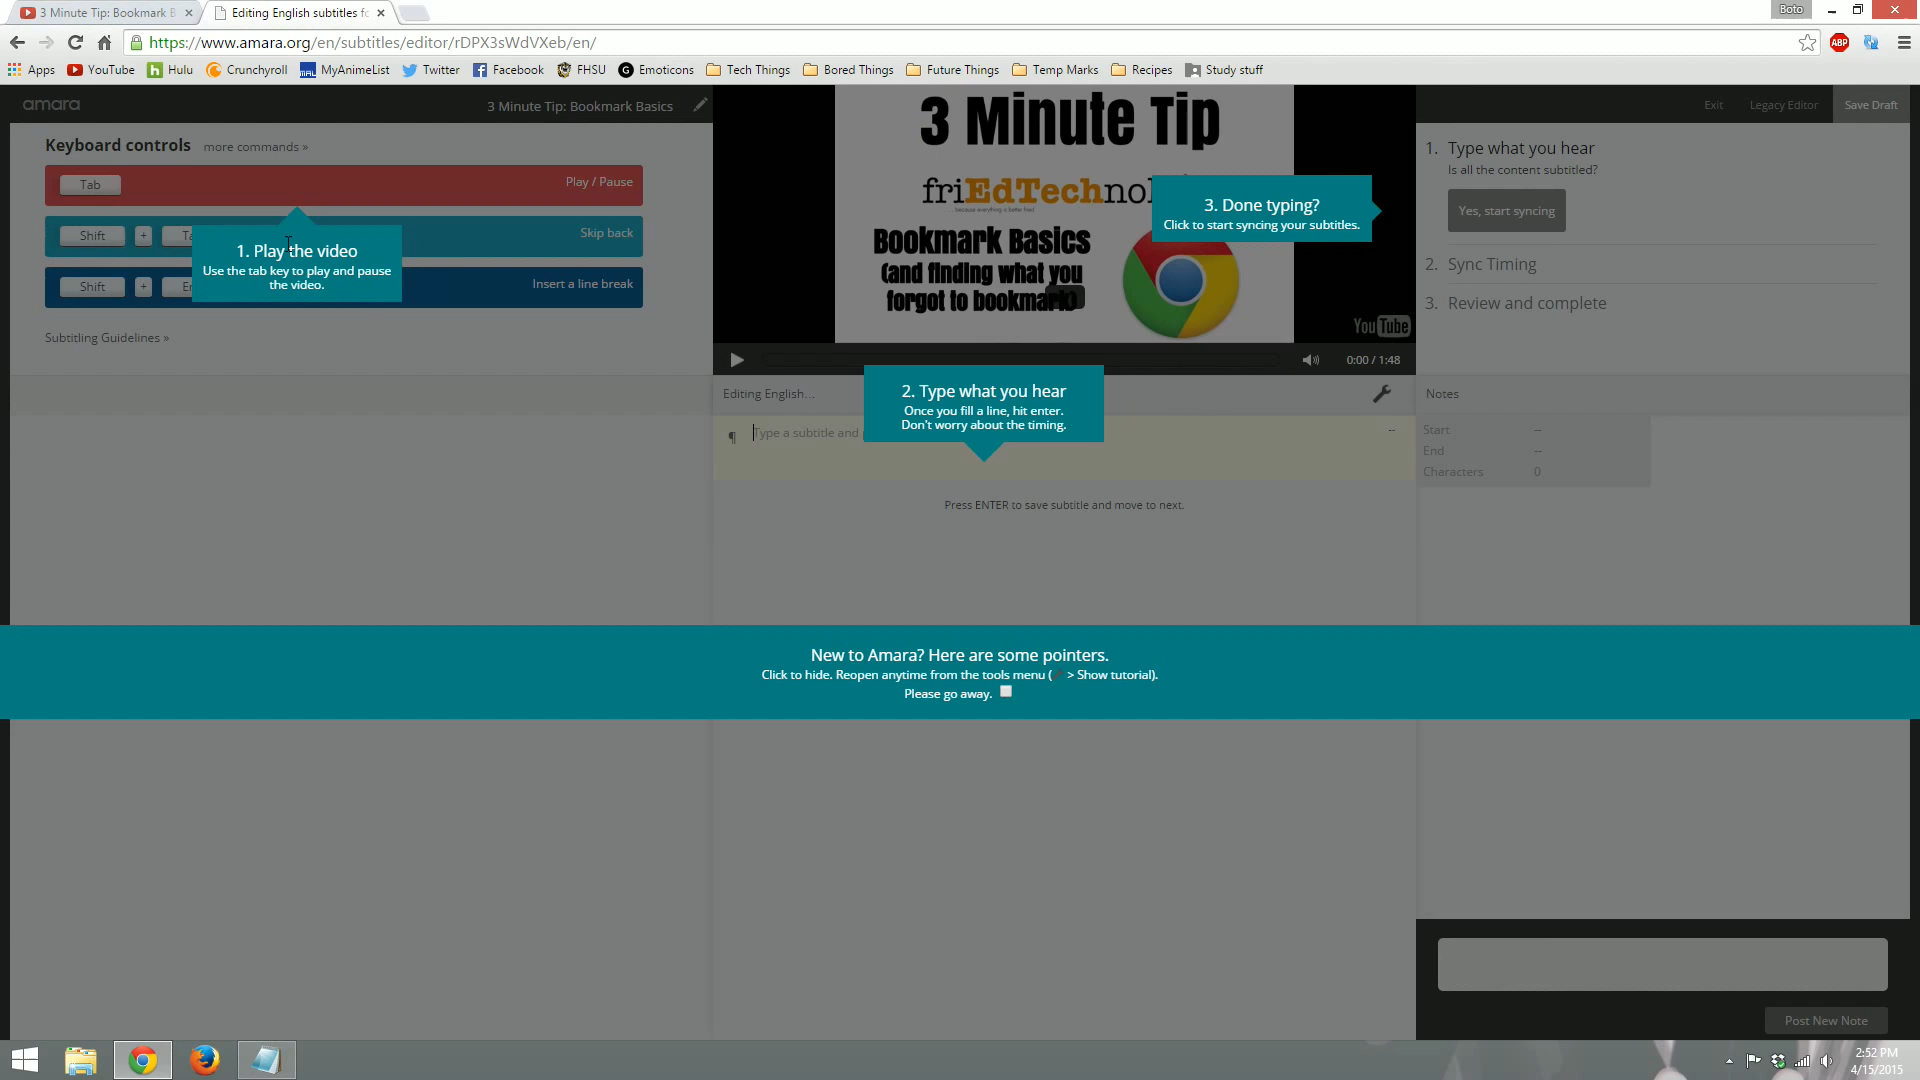 3 Minute Tip: Bookmark B
Editing English subtitles fo
Boto
https://www.amara.org/en/subtitles/editor/rDPX3sWdVXeb/en/
ABP
Apps
YouTube
Hulu
Crunchyroll
MyAnimeList
Twitter
Facebook
FHSU
Emoticons
Tech Things
Bored Things
Future Things
Temp Marks
Recipes
Study stuff
amara
3 Minute Tip: Bookmark Basics
Exit
Legacy Editor
Save Draft
Keyboard controls
more commands »
Tab
Play / Pause
Shift
+
Skip back
Shift
+
Insert a line break
1. Play the video
Use the tab key to play and pause
the video.
Subtitling Guidelines »
3 Minute Tip
friEdTechno
Bookmark Basics
(and finding what you
forgot to bookmark)
YouTube
0:00 / 1:48
3. Done typing?
Click to start syncing your subtitles.
1. Type what you hear
Is all the content subtitled?
Yes, start syncing
2. Sync Timing
3. Review and complete
Editing English...
2. Type what you hear
Once you fill a line, hit enter.
Don't worry about the timing.
¶ Type a subtitle and
--
Press ENTER to save subtitle and move to next.
Notes
Start --
End --
Characters 0
New to Amara? Here are some pointers.
Click to hide. Reopen anytime from the tools menu ( > Show tutorial).
Please go away.
Post New Note
2:52 PM
4/15/2015